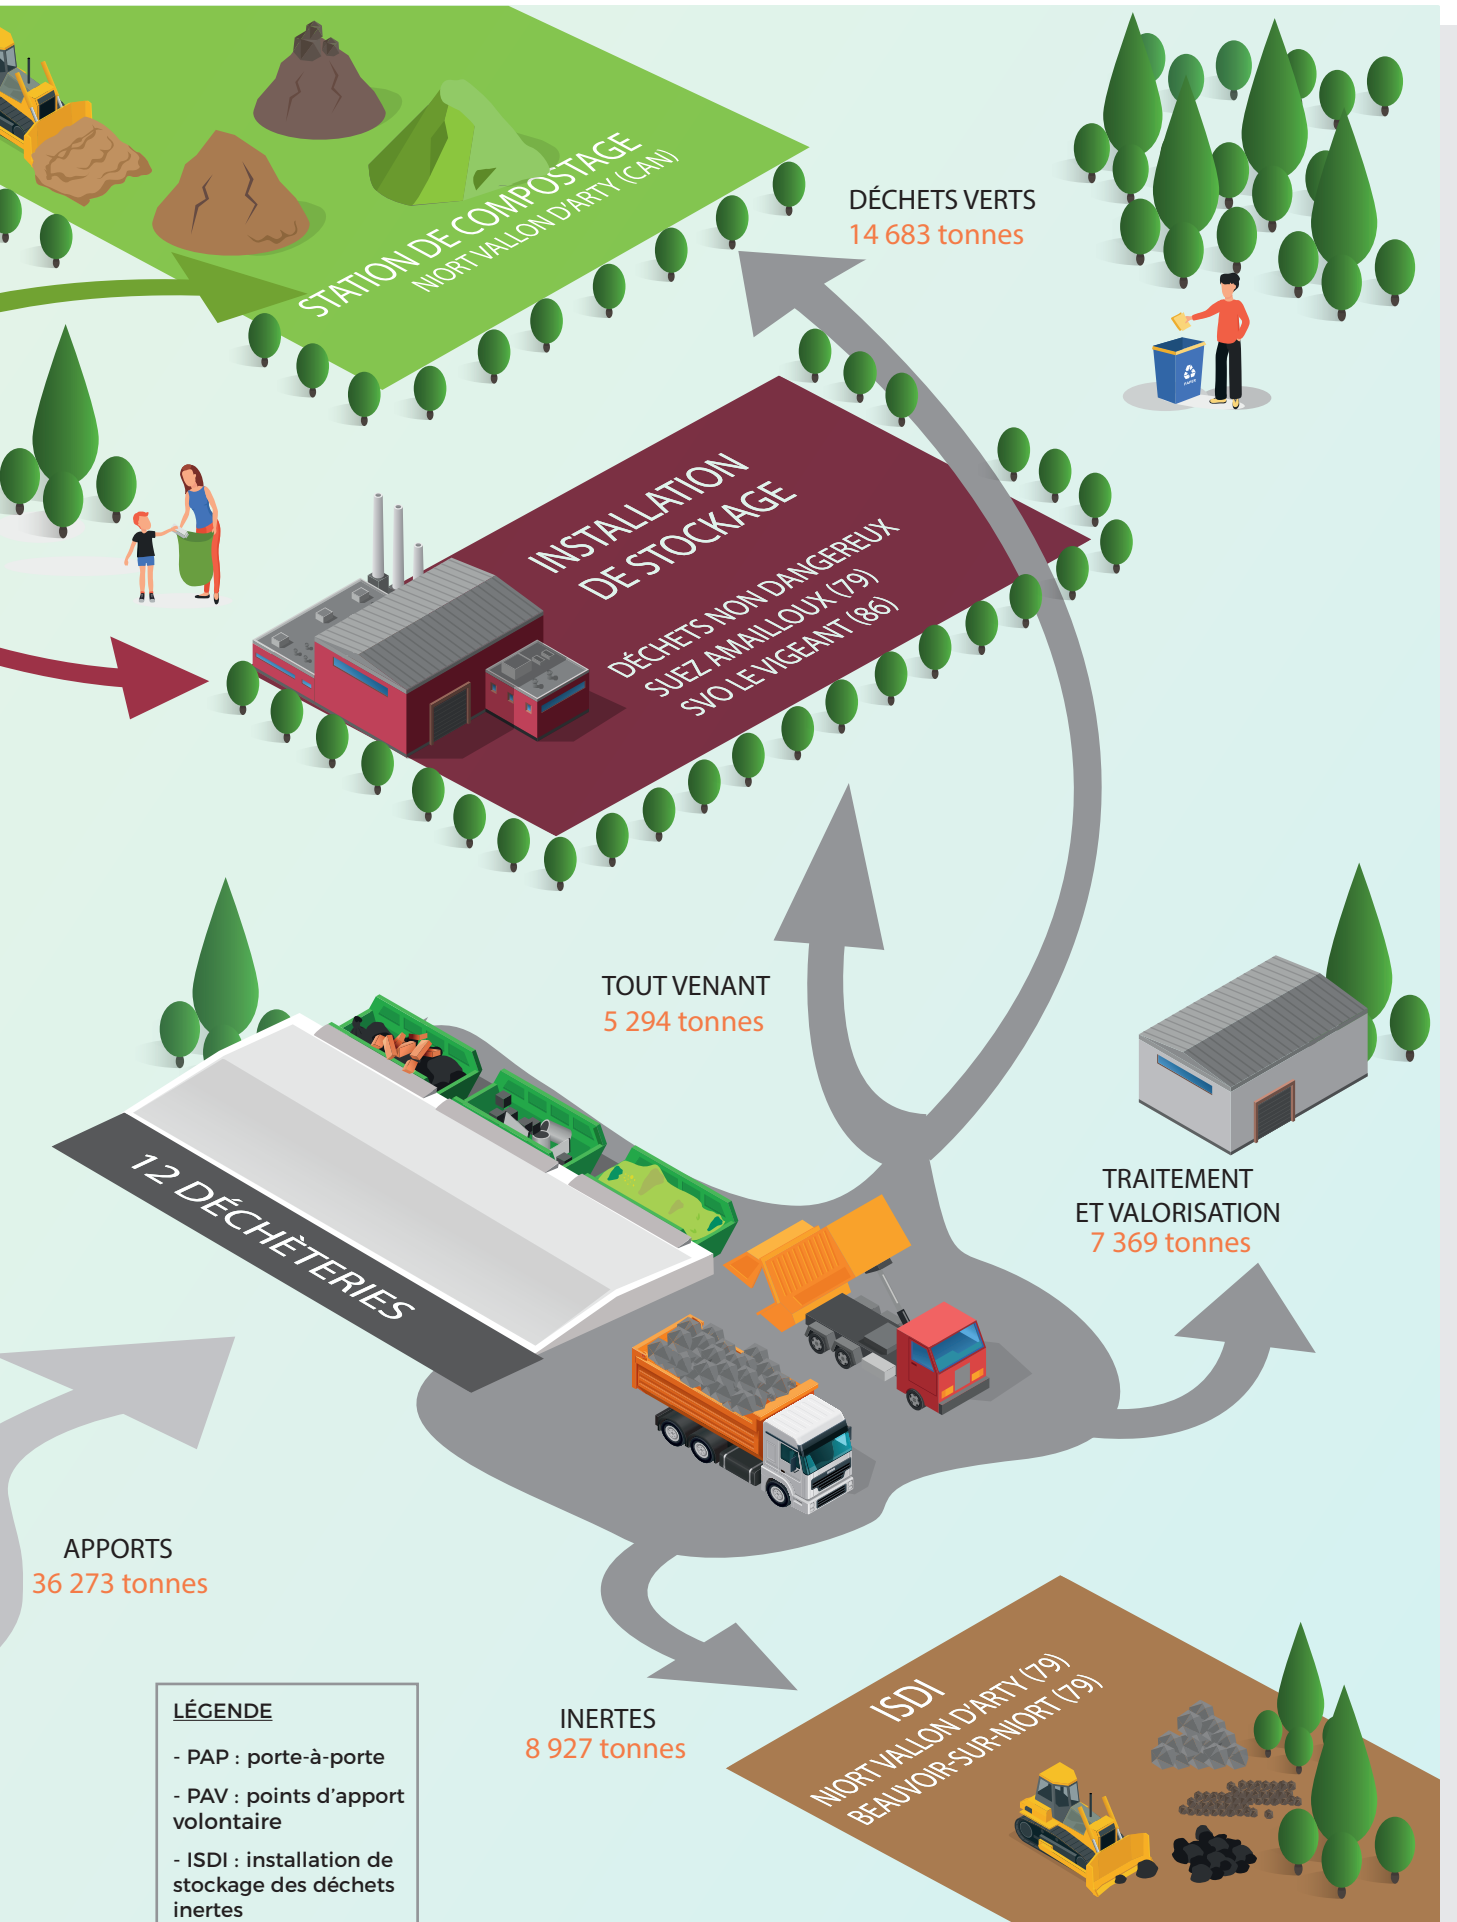 STATION DE COMPOSTAGE
NIORT VALLON D'ARTY (CAN)
DÉCHETS VERTS
14 683 tonnes
PAPER
INSTALLATION
DE STOCKAGE
DÉCHETS NON DANGEREUX
SUEZ AMAILLOUX (79)
SVO LE VIGEANT (86)
TOUT VENANT
5 294 tonnes
12 DÉCHÈTERIES
TRAITEMENT
ET VALORISATION
7 369 tonnes
APPORTS
36 273 tonnes
INERTES
8 927 tonnes
ISDI
NIORT VALLON D'ARTY (79)
BEAUVOIR-SUR-NIORT (79)
LÉGENDE
- PAP : porte-à-porte
- PAV : points d’apport
volontaire
- ISDI : installation de
stockage des déchets
inertes